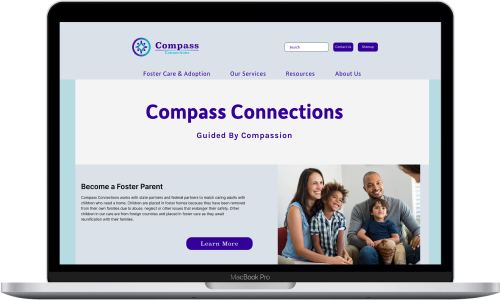 Compass
Connections
Search
Contact Us
Sitemap
Foster Care & Adoption
Our Services
Resources
About Us
Compass Connections
Guided By Compassion
Become a Foster Parent
Compass Connections works with state partners and federal partners to match caring adults with
children who need a home. Children are placed in foster homes because they have been removed
from their own families due to abuse, neglect or other issues that endanger their safety. Other
children in our care are from foreign countries and placed in foster care as they await
reunification with their families.
Learn More
MacBook Pro